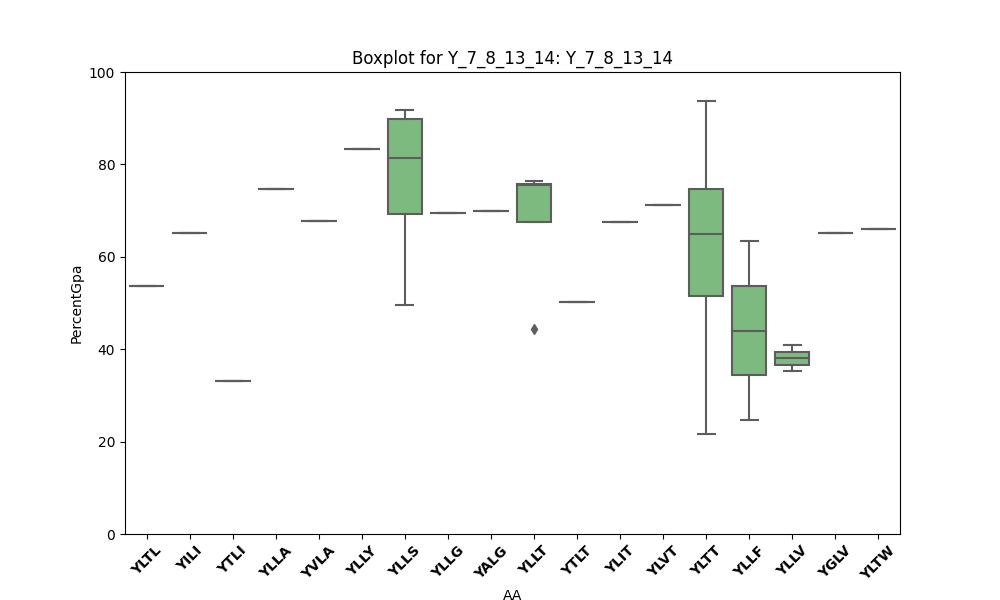 Boxplot for Y_7_8_13_14: Y_7_8_13_14
PercentGpa
100
80
60
40
20
0
YLTL
YILI
YTLI
YLLA
YVLA
YLLY
YLLS
YLLG
YALG
YLLT
YTLT
YLIT
YLVT
YLTT
YLLF
YLLV
YGLV
YLTW
AA